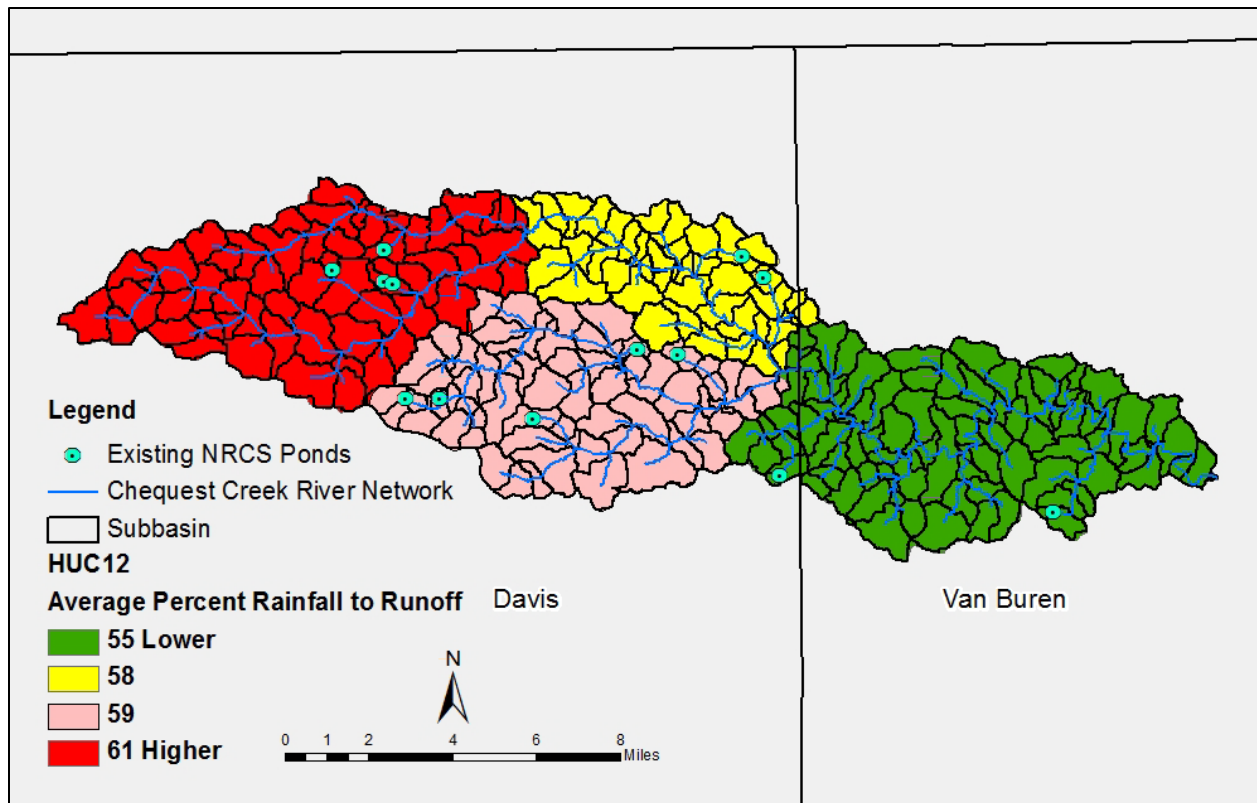 Legend
Existing NRCS Ponds
Chequest Creek River Network
Subbasin
HUC12
Average Percent Rainfall to Runoff
55 Lower
58
59
61 Higher
Davis
Van Buren
N
0 1 2 4 6 8
Miles